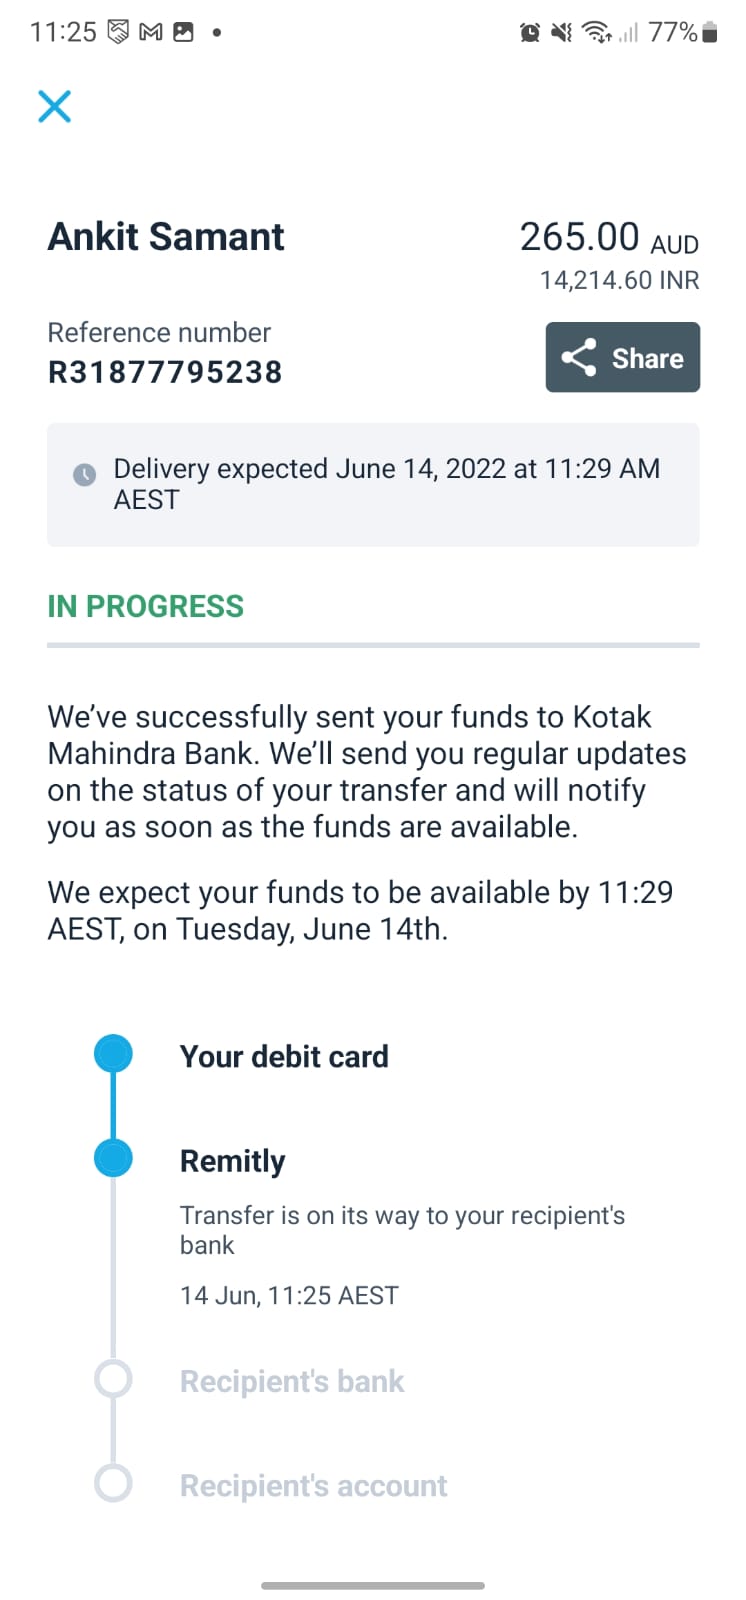 11:25
77%
Ankit Samant
265.00 AUD
14,214.60 INR
Reference number
R31877795238
Share
Delivery expected June 14, 2022 at 11:29 AM
AEST
IN PROGRESS
We've successfully sent your funds to Kotak
Mahindra Bank. We'll send you regular updates
on the status of your transfer and will notify
you as soon as the funds are available.
We expect your funds to be available by 11:29
AEST, on Tuesday, June 14th.
Your debit card
Remitly
Transfer is on its way to your recipient's
bank
14 Jun, 11:25 AEST
Recipient's bank
Recipient's account